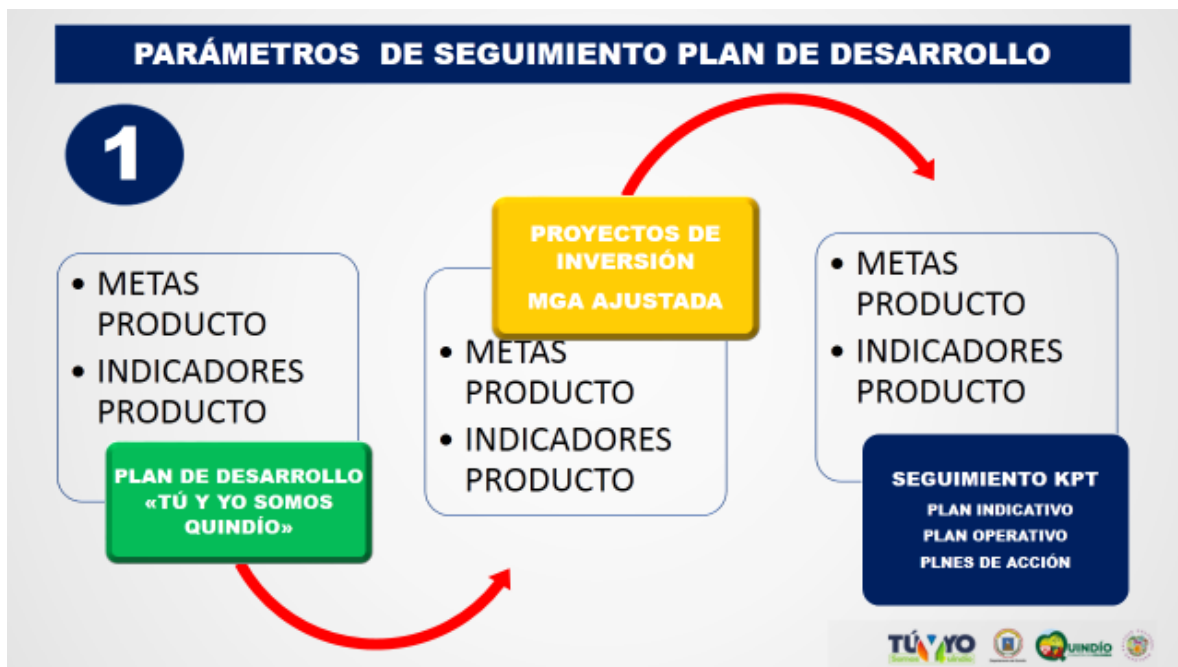 PARÁMETROS DE SEGUIMIENTO PLAN DE DESARROLLO
1
• METAS
PRODUCTO
• INDICADORES
PRODUCTO
PLAN DE DESARROLLO
«TÚ Y YO SOMOS
QUINDÍO»
PROYECTOS DE
INVERSIÓN
MGA AJUSTADA
• METAS
PRODUCTO
• INDICADORES
PRODUCTO
• METAS
PRODUCTO
• INDICADORES
PRODUCTO
SEGUIMIENTO KPT
PLAN INDICATIVO
PLAN OPERATIVO
PLNES DE ACCIÓN
TÚ Y YO
QUINDÍO